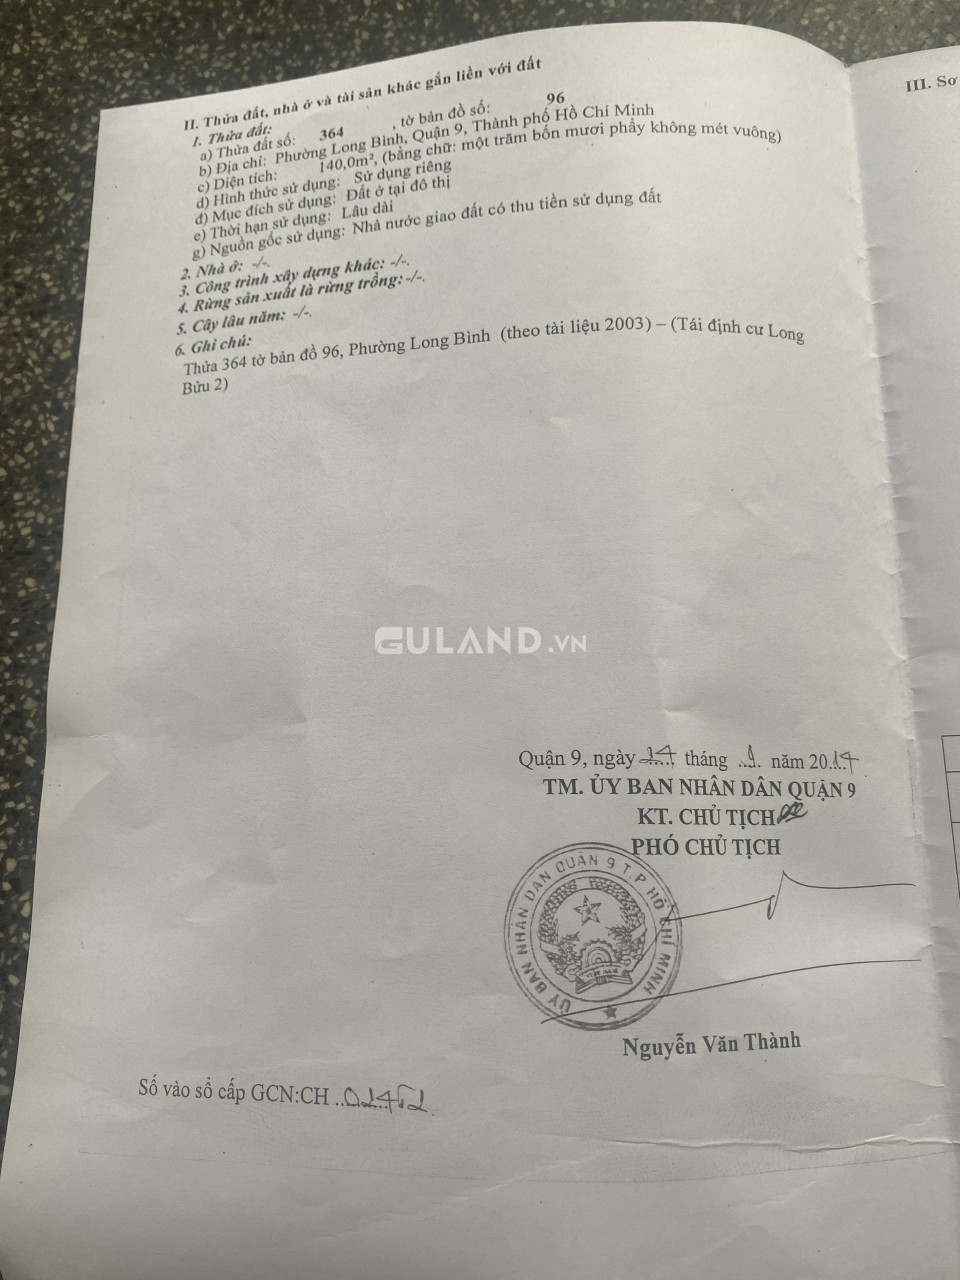 II. Thửa đất, nhà ở và tài sản khác gắn liền với đất
1. Thửa đất:
a) Thửa đất số: 364 , tờ bản đồ số: 96
b) Địa chỉ: Phường Long Bình, Quận 9, Thành phố Hồ Chí Minh
c) Diện tích: 140,0m², (bằng chữ: một trăm bốn mươi phẩy không mét vuông)
d) Hình thức sử dụng: Sử dụng riêng
đ) Mục đích sử dụng: Đất ở tại đô thị
e) Thời hạn sử dụng: Lâu dài
g) Nguồn gốc sử dụng: Nhà nước giao đất có thu tiền sử dụng đất
2. Nhà ở: -/-.
3. Công trình xây dựng khác: -/-.
4. Rừng sản xuất là rừng trồng: -/-.
5. Cây lâu năm: -/-.
6. Ghi chú:
Thửa 364 tờ bản đồ 96, Phường Long Bình (theo tài liệu 2003) – (Tái định cư Long
Bửu 2)
III. Sơ
GULAND.VN
Quận 9, ngày tháng năm 2014
TM. ỦY BAN NHÂN DÂN QUẬN 9
KT. CHỦ TỊCH
PHÓ CHỦ TỊCH
ỦY BAN NHÂN DÂN QUẬN 9 T.P HỒ CHÍ MINH
Nguyễn Văn Thành
Số vào sổ cấp GCN:CH